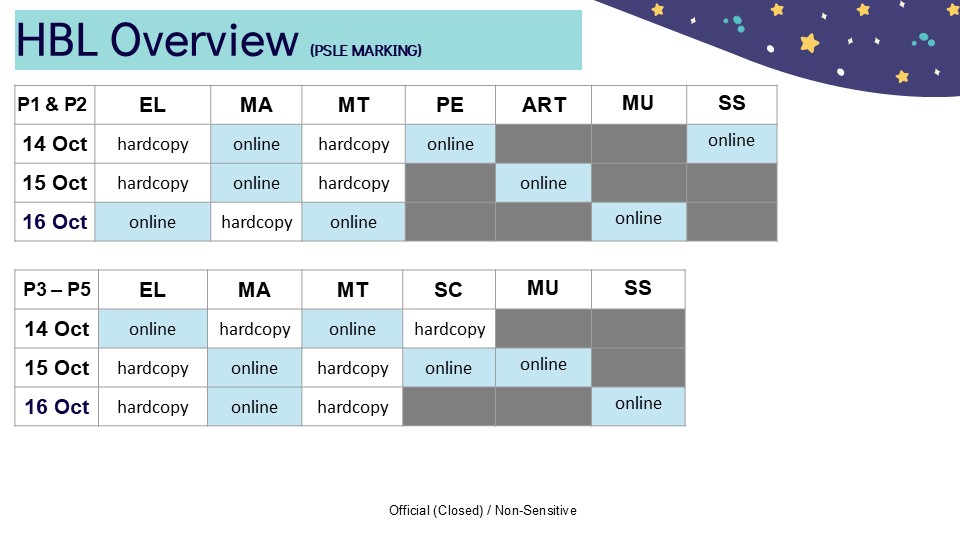 HBL Overview (PSLE MARKING)
P1 & P2 EL MA MT PE ART MU SS
14 Oct hardcopy online hardcopy online online
15 Oct hardcopy online hardcopy online
16 Oct online hardcopy online online
P3 – P5 EL MA MT SC MU SS
14 Oct online hardcopy online hardcopy
15 Oct hardcopy online hardcopy online online
16 Oct hardcopy online hardcopy online
Official (Closed) / Non-Sensitive